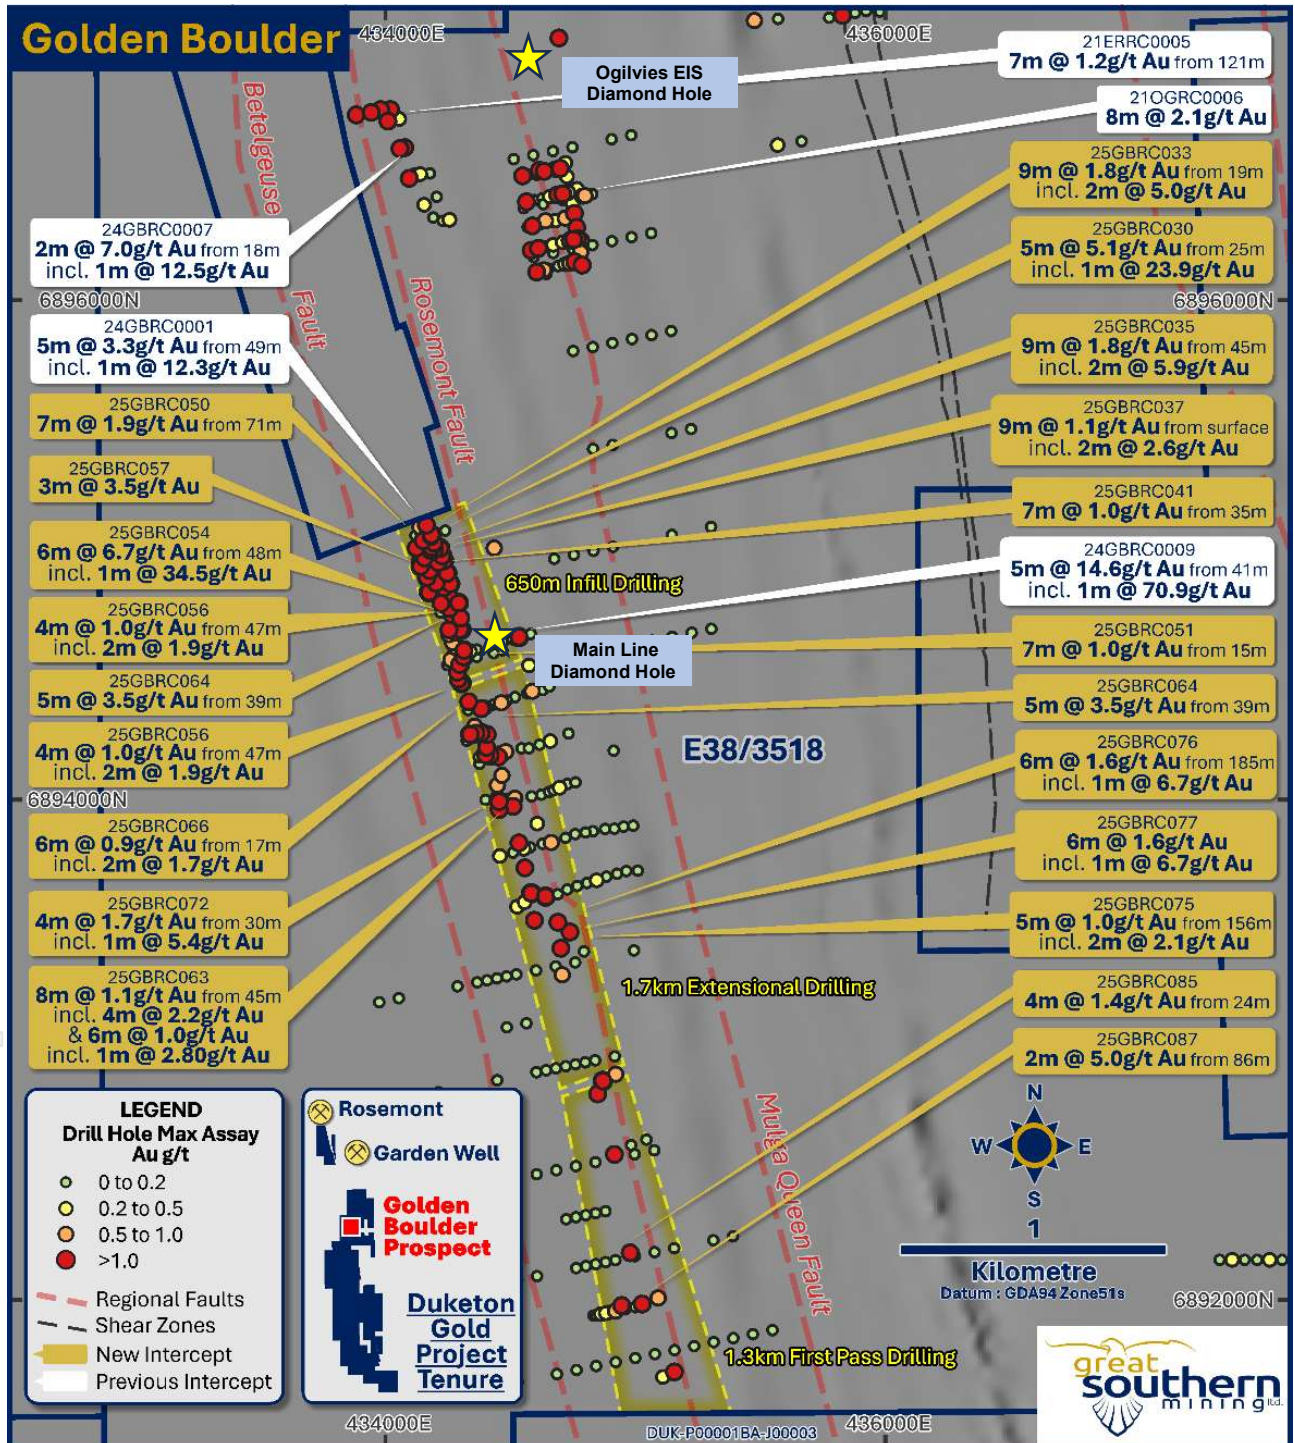 Golden Boulder
434000E
436000E
Ogilvies EIS
Diamond Hole
21ERRC0005
7m @ 1.2g/t Au from 121m
21OGRC0006
8m @ 2.1g/t Au
25GBRC033
9m @ 1.8g/t Au from 19m
incl. 2m @ 5.0g/t Au
25GBRC030
5m @ 5.1g/t Au from 25m
incl. 1m @ 23.9g/t Au
6896000N
25GBRC035
9m @ 1.8g/t Au from 45m
incl. 2m @ 5.9g/t Au
25GBRC037
9m @ 1.1g/t Au from surface
incl. 2m @ 2.6g/t Au
25GBRC041
7m @ 1.0g/t Au from 35m
24GBRC0009
5m @ 14.6g/t Au from 41m
incl. 1m @ 70.9g/t Au
25GBRC051
7m @ 1.0g/t Au from 15m
25GBRC064
5m @ 3.5g/t Au from 39m
25GBRC076
6m @ 1.6g/t Au from 185m
incl. 1m @ 6.7g/t Au
25GBRC077
6m @ 1.6g/t Au
incl. 1m @ 6.7g/t Au
25GBRC075
5m @ 1.0g/t Au from 156m
incl. 2m @ 2.1g/t Au
25GBRC085
4m @ 1.4g/t Au from 24m
25GBRC087
2m @ 5.0g/t Au from 86m
Betelgeuse
Fault
Rosemont Fault
24GBRC0007
2m @ 7.0g/t Au from 18m
incl. 1m @ 12.5g/t Au
6896000N
24GBRC0001
5m @ 3.3g/t Au from 49m
incl. 1m @ 12.3g/t Au
25GBRC050
7m @ 1.9g/t Au from 71m
25GBRC057
3m @ 3.5g/t Au
25GBRC054
6m @ 6.7g/t Au from 48m
incl. 1m @ 34.5g/t Au
25GBRC056
4m @ 1.0g/t Au from 47m
incl. 2m @ 1.9g/t Au
25GBRC064
5m @ 3.5g/t Au from 39m
25GBRC056
4m @ 1.0g/t Au from 47m
incl. 2m @ 1.9g/t Au
6894000N
25GBRC066
6m @ 0.9g/t Au from 17m
incl. 2m @ 1.7g/t Au
25GBRC072
4m @ 1.7g/t Au from 30m
incl. 1m @ 5.4g/t Au
25GBRC063
8m @ 1.1g/t Au from 45m
incl. 4m @ 2.2g/t Au
& 6m @ 1.0g/t Au
incl. 1m @ 2.80g/t Au
650m Infill Drilling
Main Line
Diamond Hole
E38/3518
1.7km Extensional Drilling
Mulga Queen Fault
1.3km First Pass Drilling
LEGEND
Drill Hole Max Assay
Au g/t
0 to 0.2
0.2 to 0.5
0.5 to 1.0
>1.0
Regional Faults
Shear Zones
New Intercept
Previous Intercept
Rosemont
Garden Well
Golden
Boulder
Prospect
Duketon
Gold
Project
Tenure
N
W
E
S
1
Kilometre
Datum : GDA94 Zone51s
6892000N
great
southern
mining ltd.
434000E
436000E
DUK-P00001BA-J00003